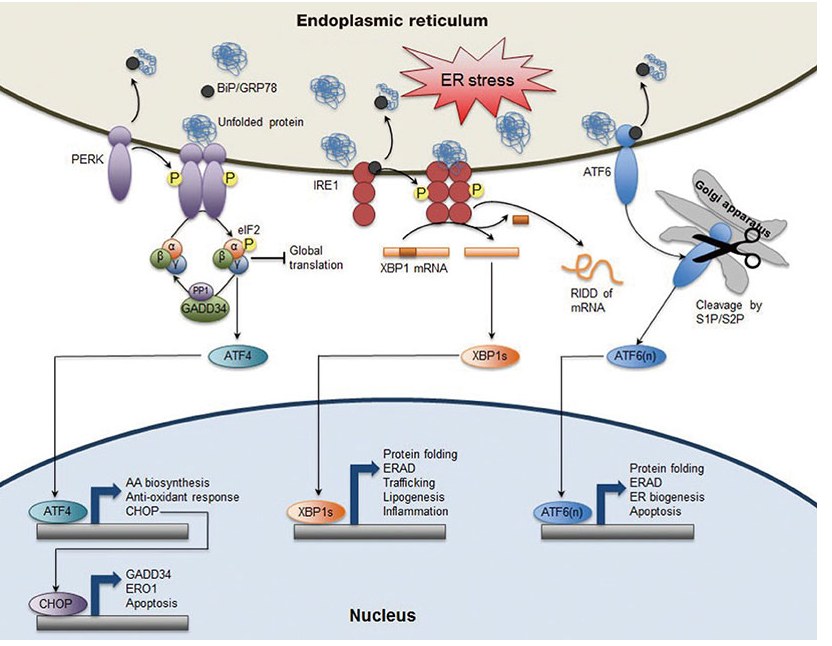 Endoplasmic reticulum
ER stress
BiP/GRP78
Unfolded protein
PERK
P
P
IRE1
P
P
ATF6
Golgi apparatus
eIF2
P
α
β
γ
α
β
γ
Global
translation
PP1
GADD34
XBP1 mRNA
RIDD of
mRNA
Cleavage by
S1P/S2P
ATF4
XBP1s
ATF6(n)
AA biosynthesis
Anti-oxidant response
CHOP
ATF4
Protein folding
ERAD
Trafficking
Lipogenesis
Inflammation
XBP1s
Protein folding
ERAD
ER biogenesis
Apoptosis
ATF6(n)
GADD34
ERO1
Apoptosis
CHOP
Nucleus